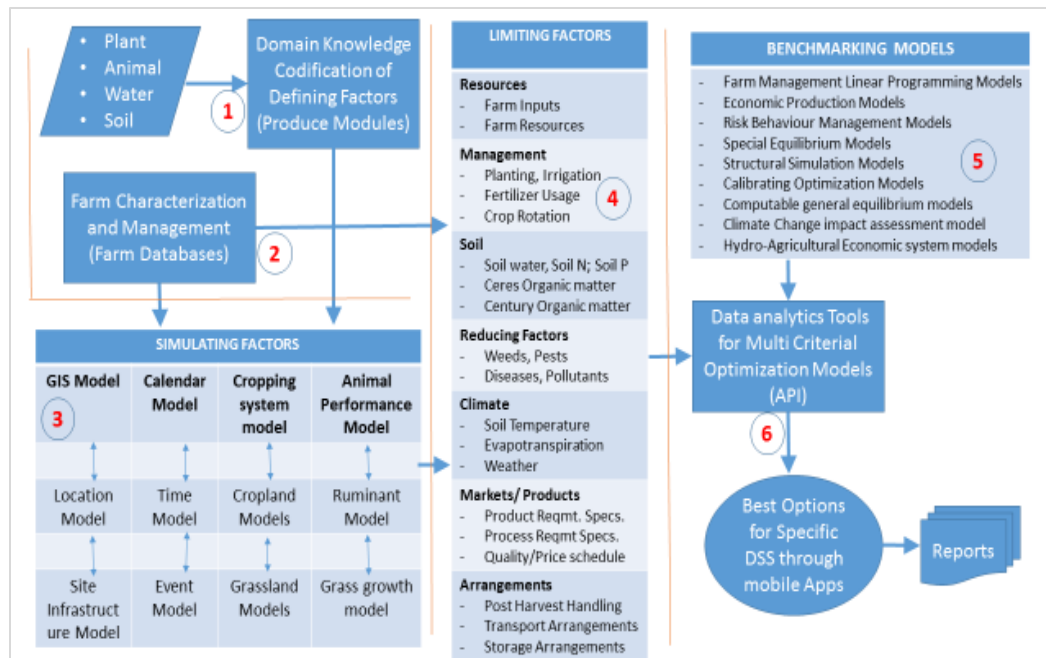 • Plant
• Animal
• Water
• Soil
1
Domain Knowledge
Codification of
Defining Factors
(Produce Modules)
Farm Characterization
and Management
(Farm Databases)
2
SIMULATING FACTORS
GIS Model
3
Calendar
Model
Cropping
system
model
Animal
Performance
Model
Location
Model
Time
Model
Cropland
Models
Ruminant
Model
Site
Infrastruct
ure Model
Event
Model
Grassland
Models
Grass growth
model
LIMITING FACTORS
Resources
- Farm Inputs
- Farm Resources
Management
- Planting, Irrigation
- Fertilizer Usage
- Crop Rotation
4
Soil
- Soil water, Soil N; Soil P
- Ceres Organic matter
- Century Organic matter
Reducing Factors
- Weeds, Pests
- Diseases, Pollutants
Climate
- Soil Temperature
- Evapotranspiration
- Weather
Markets/ Products
- Product Reqmt. Specs.
- Process Reqmt Specs.
- Quality/Price schedule
Arrangements
- Post Harvest Handling
- Transport Arrangements
- Storage Arrangements
BENCHMARKING MODELS
- Farm Management Linear Programming Models
- Economic Production Models
- Risk Behaviour Management Models
- Special Equilibrium Models
- Structural Simulation Models
- Calibrating Optimization Models
- Computable general equilibrium models
- Climate Change impact assessment model
- Hydro-Agricultural Economic system models
5
Data analytics Tools
for Multi Criterial
Optimization Models
(API)
6
Best Options
for Specific
DSS through
mobile Apps
Reports